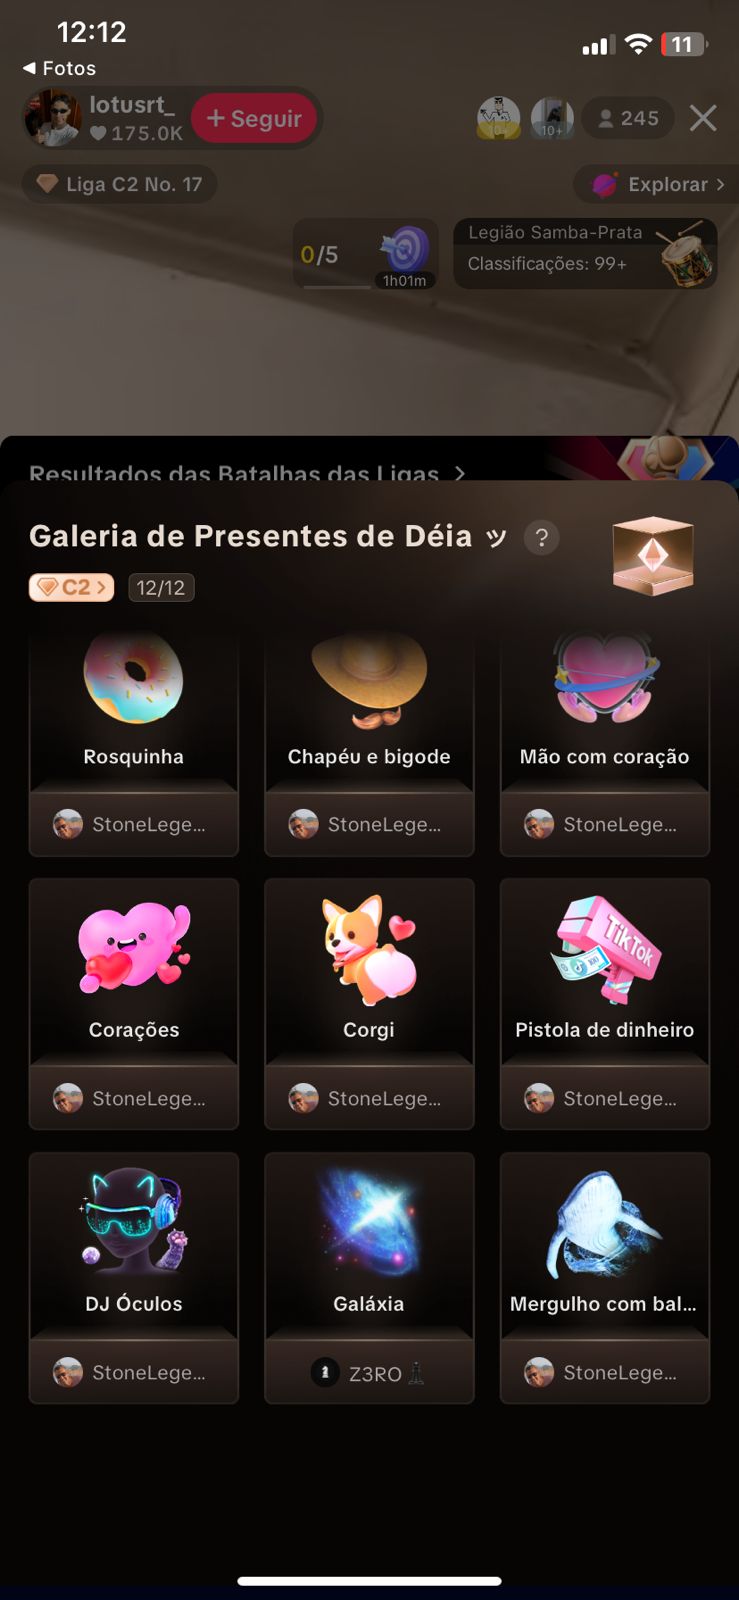 12:12
11
◀ Fotos
lotusrt_
175.0K
+ Seguir
10+
10+
245
Liga C2 No. 17
Explorar >
0/5
1h01m
Legião Samba-Prata
Classificações: 99+
Resultados das Batalhas das Ligas >
Galeria de Presentes de Déia ッ ?
C2 >
12/12
Rosquinha
Chapéu e bigode
Mão com coração
StoneLege...
StoneLege...
StoneLege...
TikTok
Corações
Corgi
Pistola de dinheiro
StoneLege...
StoneLege...
StoneLege...
DJ Óculos
Galáxia
Mergulho com bal...
StoneLege...
Z3RO
StoneLege...